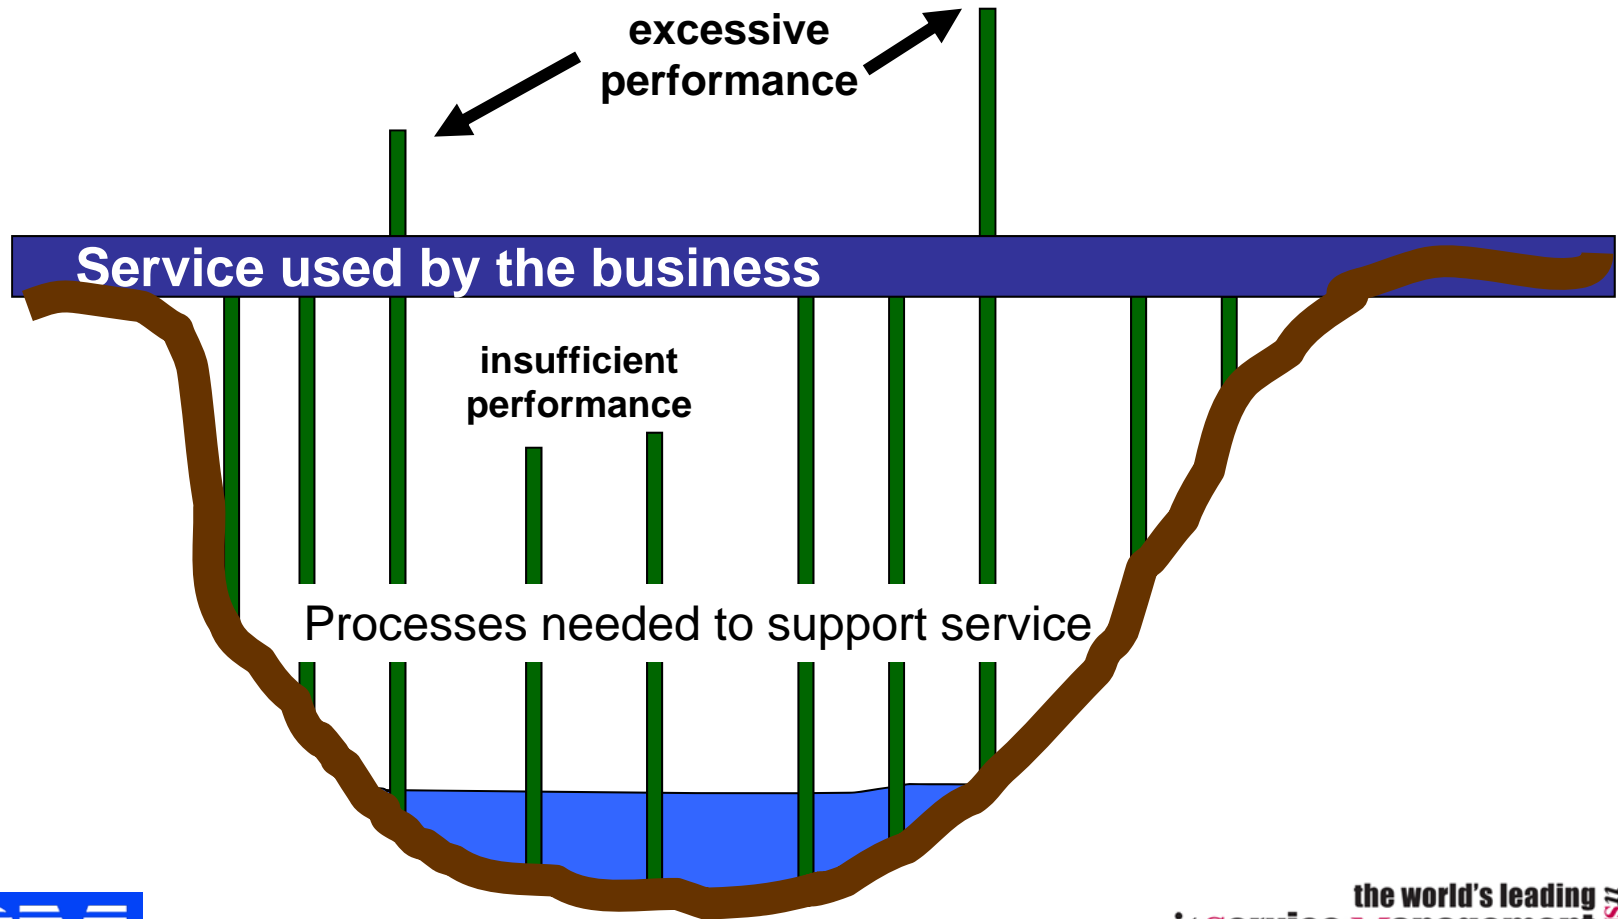 excessive
performance
Service used by the business
insufficient
performance
Processes needed to support service
the world's leading